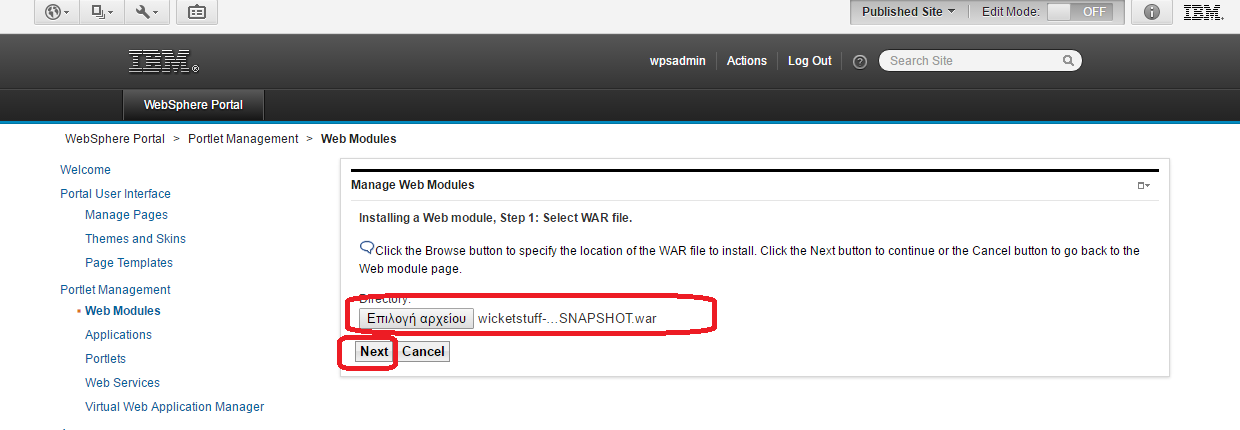 Published Site Edit Mode: OFF IBM.
IBM®
wpsadmin Actions Log Out ? Search Site
WebSphere Portal
WebSphere Portal > Portlet Management > Web Modules
Welcome
Portal User Interface
Manage Pages
Themes and Skins
Page Templates
Portlet Management
Web Modules
Applications
Portlets
Web Services
Virtual Web Application Manager
Manage Web Modules
Installing a Web module, Step 1: Select WAR file.
Click the Browse button to specify the location of the WAR file to install. Click the Next button to continue or the Cancel button to go back to the
Web module page.
Directory:
Επιλογή αρχείου wicketstuff-...SNAPSHOT.war
Next Cancel